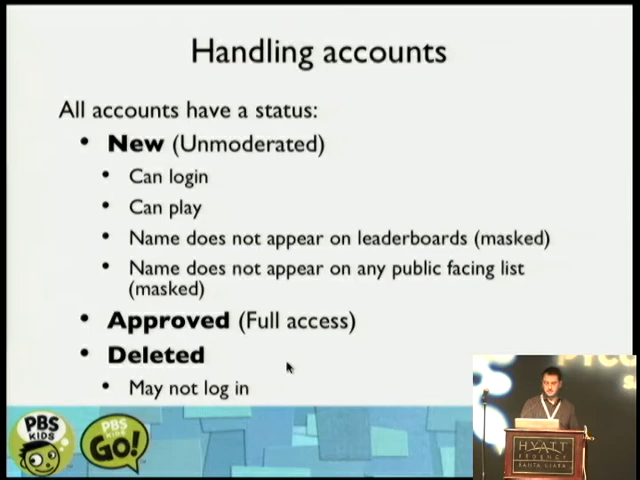 Handling accounts
All accounts have a status:
• New (Unmoderated)
• Can login
• Can play
• Name does not appear on leaderboards (masked)
• Name does not appear on any public facing list
(masked)
• Approved (Full access)
• Deleted
• May not log in
PBS
KIDS
PBS
KIDS
GO!
HYATT
REGENCY
SANTA CLARA